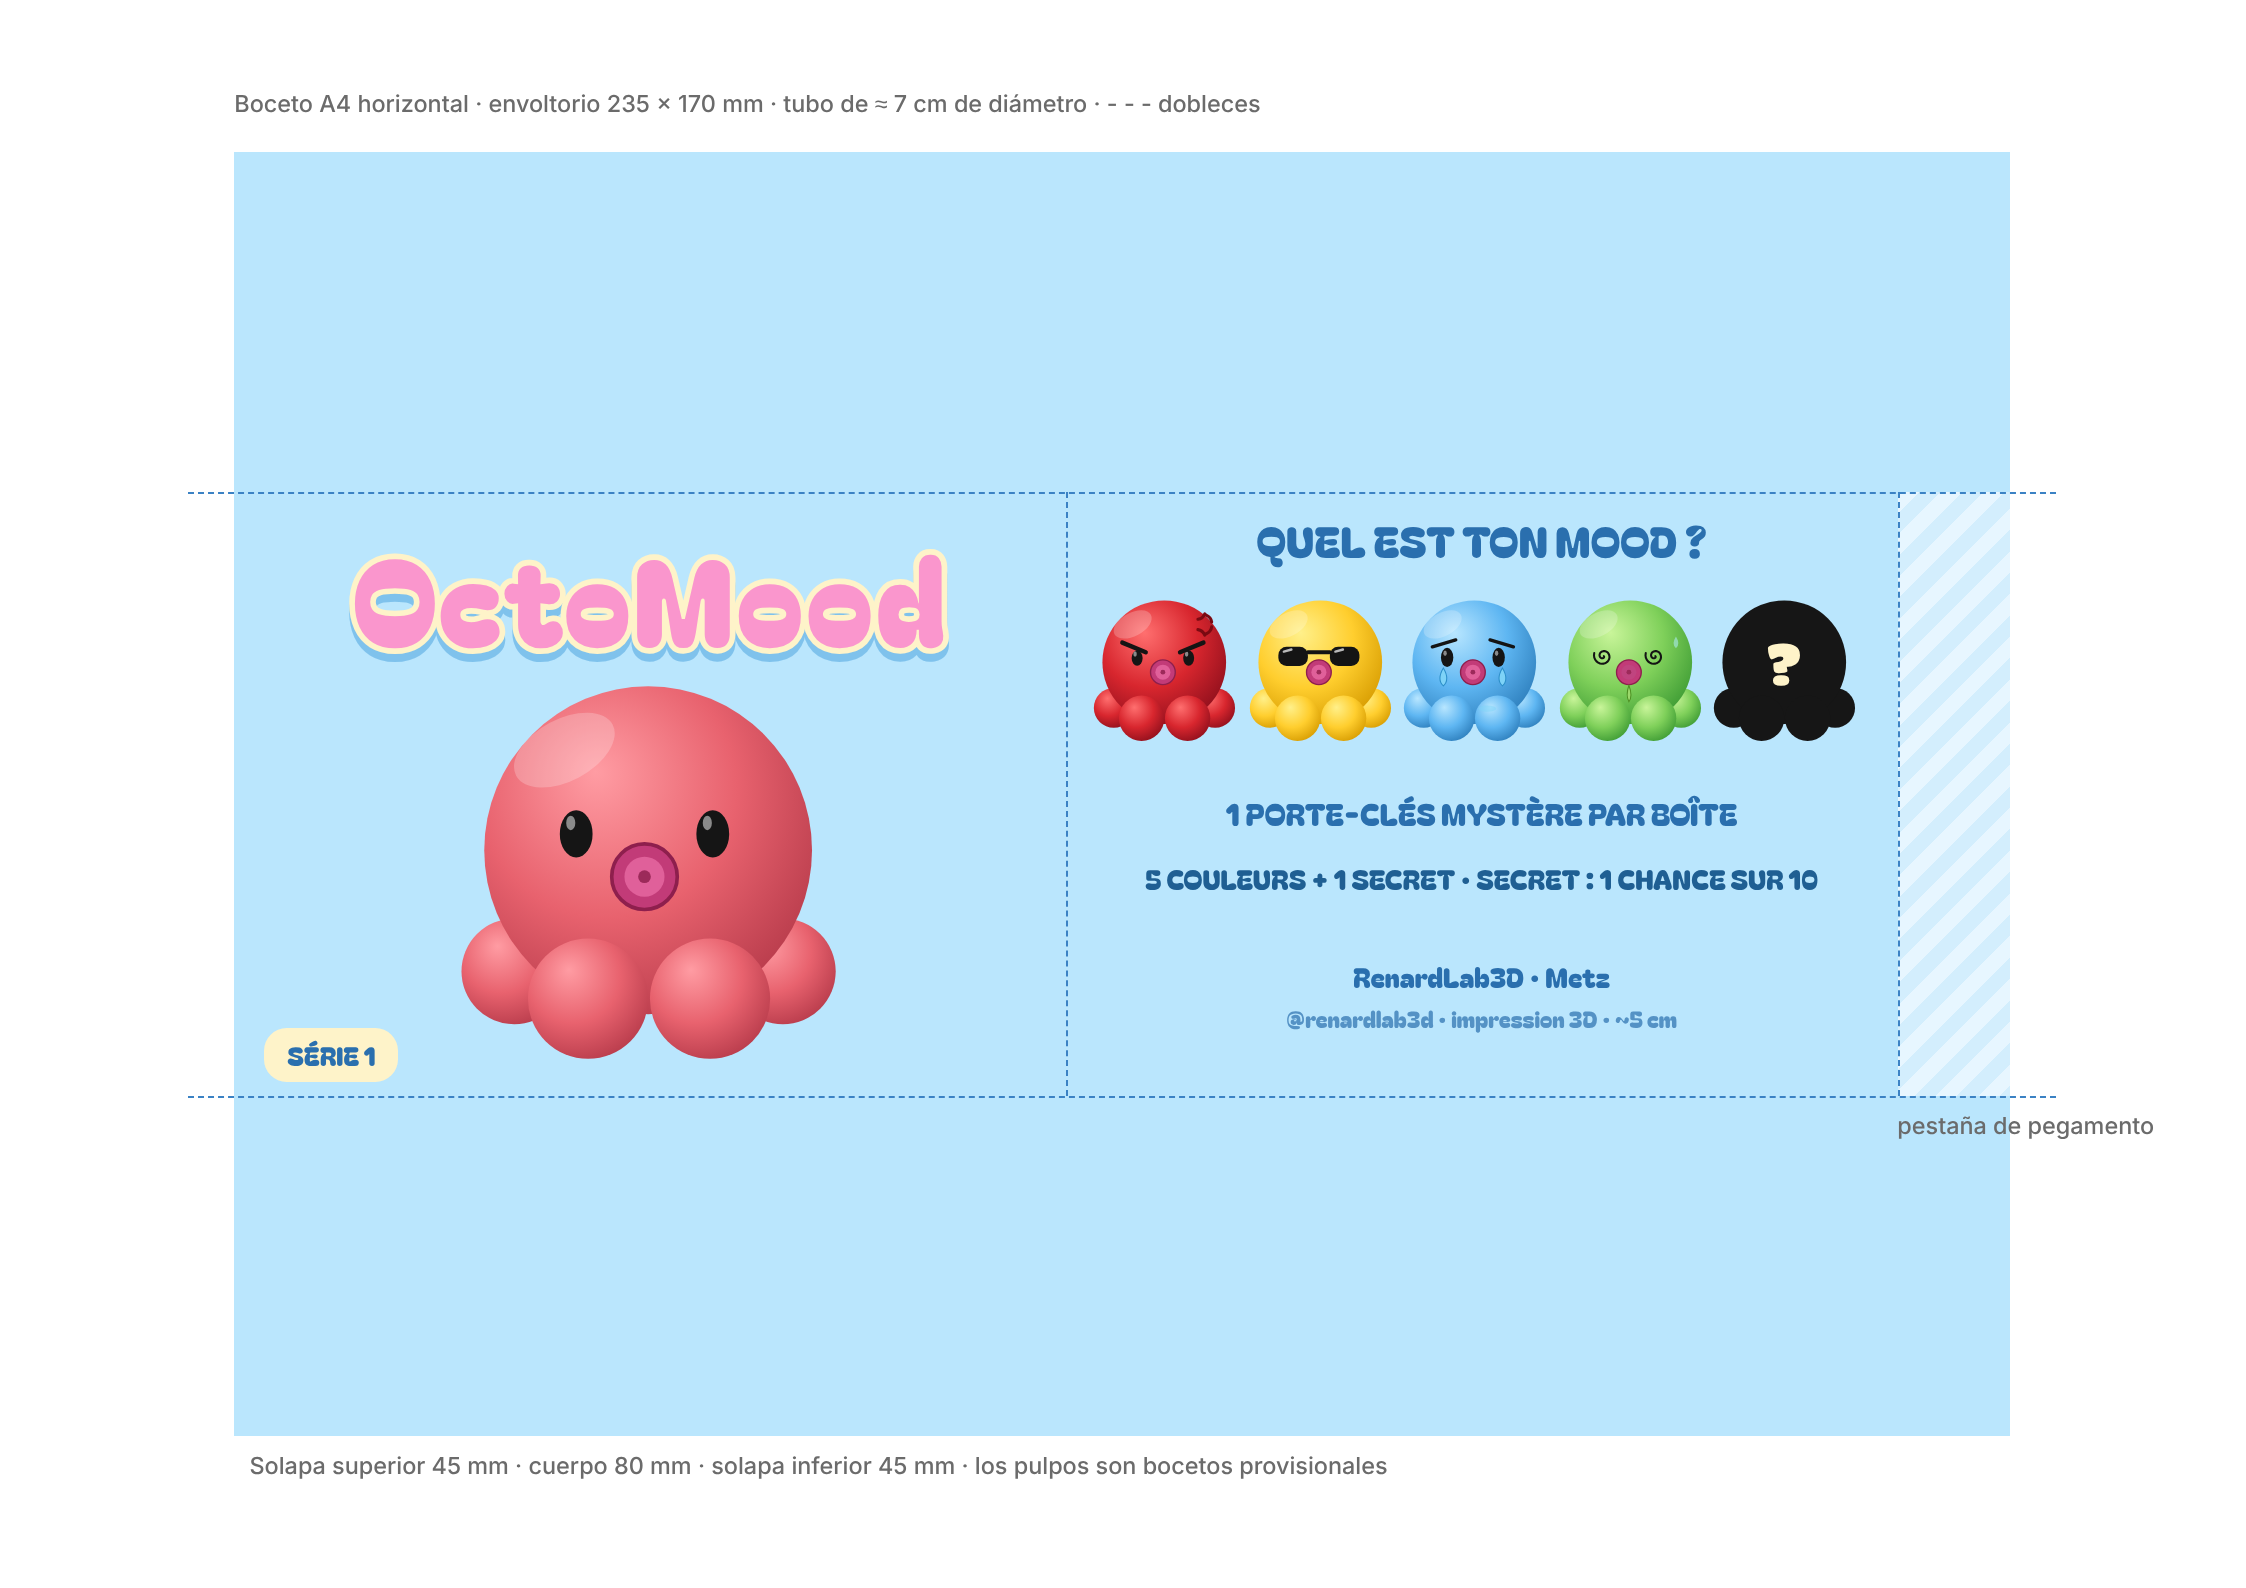 Boceto A4 horizontal · envoltorio 235 × 170 mm · tubo de ≈ 7 cm de diámetro · - - - dobleces
OctoMood
SÉRIE 1
QUEL EST TON MOOD ?
?
1 PORTE-CLÉS MYSTÈRE PAR BOÎTE
5 COULEURS + 1 SECRET · SECRET : 1 CHANCE SUR 10
RenardLab3D · Metz
@renardlab3d · impression 3D · ~5 cm
pestaña de pegamento
Solapa superior 45 mm · cuerpo 80 mm · solapa inferior 45 mm · los pulpos son bocetos provisionales